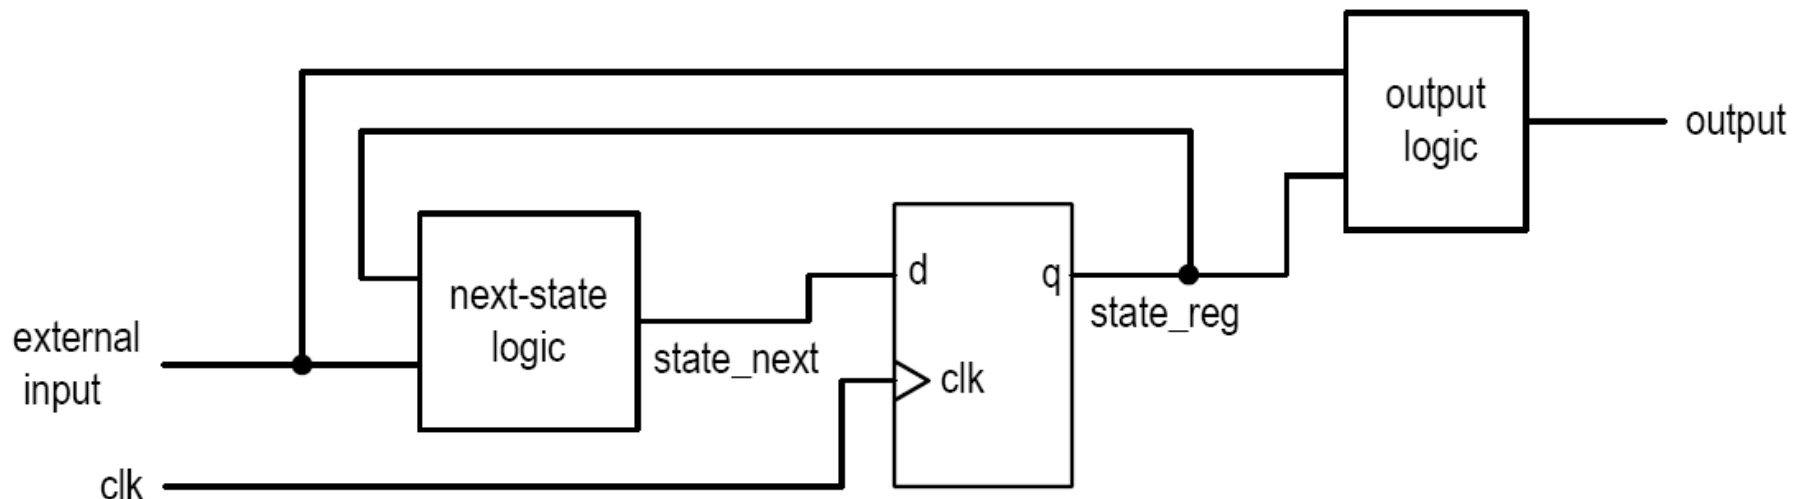 output
logic
output
next-state
logic
d
q
state_reg
external
input
state_next
clk
clk